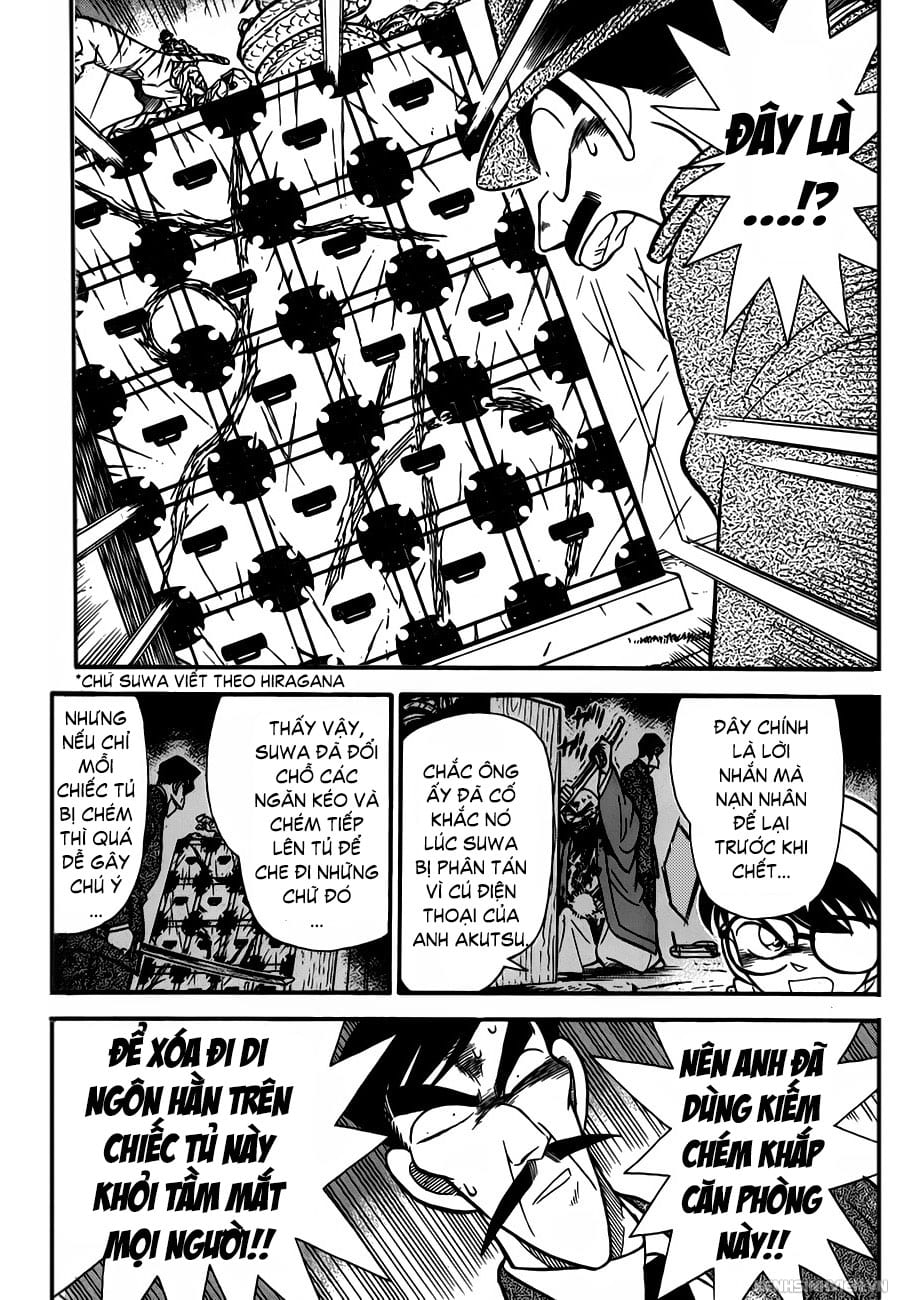 ĐÂY LÀ
...!?
*CHỮ SUWA VIẾT THEO HIRAGANA
ĐÂY CHÍNH
LÀ LỜI
NHẮN MÀ
NẠN NHÂN
ĐỂ LẠI
TRƯỚC KHI
CHẾT...
CHẮC ÔNG
ẤY ĐÃ CỐ
KHẮC NÓ
LÚC SUWA
BỊ PHÂN TÁN
VÌ CÚ ĐIỆN
THOẠI CỦA
ANH AKUTSU.
THẤY VẬY,
SUWA ĐÃ ĐỔI
CHỖ CÁC
NGĂN KÉO VÀ
CHÉM TIẾP
LÊN TỦ ĐỂ
CHE ĐI NHỮNG
CHỮ ĐÓ
...
NHƯNG
NẾU CHỈ
MỖI
CHIẾC TỦ
BỊ CHÉM
THÌ QUÁ
DỄ GÂY
CHÚ Ý
...
NÊN ANH ĐÃ
DÙNG KIẾM
CHÉM KHẮP
CĂN PHÒNG
NÀY!!
ĐỂ XÓA ĐI DI
NGÔN HẰN TRÊN
CHIẾC TỦ NÀY
KHỎI TẦM MẮT
MỌI NGƯỜI!!